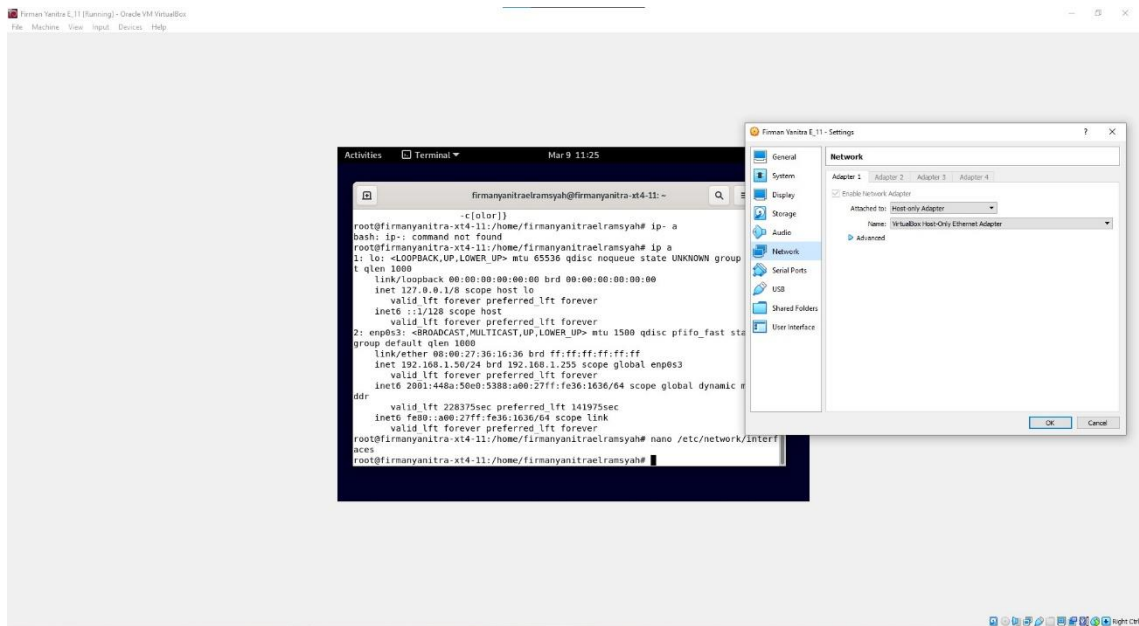 Firman Yanitra E_11 [Running] - Oracle VM VirtualBox
File Machine View Input Devices Help
Activities Terminal Mar 9 11:25
firmanyanitraelramsyah@firmanyanitra-xt4-11: ~
-c[olor]}
root@firmanyanitra-xt4-11:/home/firmanyanitraelramsyah# ip- a
bash: ip-: command not found
root@firmanyanitra-xt4-11:/home/firmanyanitraelramsyah# ip a
1: lo: <LOOPBACK,UP,LOWER_UP> mtu 65536 qdisc noqueue state UNKNOWN group
t qlen 1000
link/loopback 00:00:00:00:00:00 brd 00:00:00:00:00:00
inet 127.0.0.1/8 scope host lo
valid_lft forever preferred_lft forever
inet6 ::1/128 scope host
valid_lft forever preferred_lft forever
2: enp0s3: <BROADCAST,MULTICAST,UP,LOWER_UP> mtu 1500 qdisc pfifo_fast sta
group default qlen 1000
link/ether 08:00:27:36:16:36 brd ff:ff:ff:ff:ff:ff
inet 192.168.1.50/24 brd 192.168.1.255 scope global enp0s3
valid_lft forever preferred_lft forever
inet6 2001:448a:50e0:5388:a00:27ff:fe36:1636/64 scope global dynamic m
ddr
valid_lft 228375sec preferred_lft 141975sec
inet6 fe80::a00:27ff:fe36:1636/64 scope link
valid_lft forever preferred_lft forever
root@firmanyanitra-xt4-11:/home/firmanyanitraelramsyah# nano /etc/network/interf
aces
root@firmanyanitra-xt4-11:/home/firmanyanitraelramsyah#
Firman Yanitra E_11 - Settings
General
System
Display
Storage
Audio
Network
Serial Ports
USB
Shared Folders
User Interface
Network
Adapter 1 Adapter 2 Adapter 3 Adapter 4
Enable Network Adapter
Attached to: Host-only Adapter
Name: VirtualBox Host-Only Ethernet Adapter
Advanced
OK Cancel
Right Ctrl